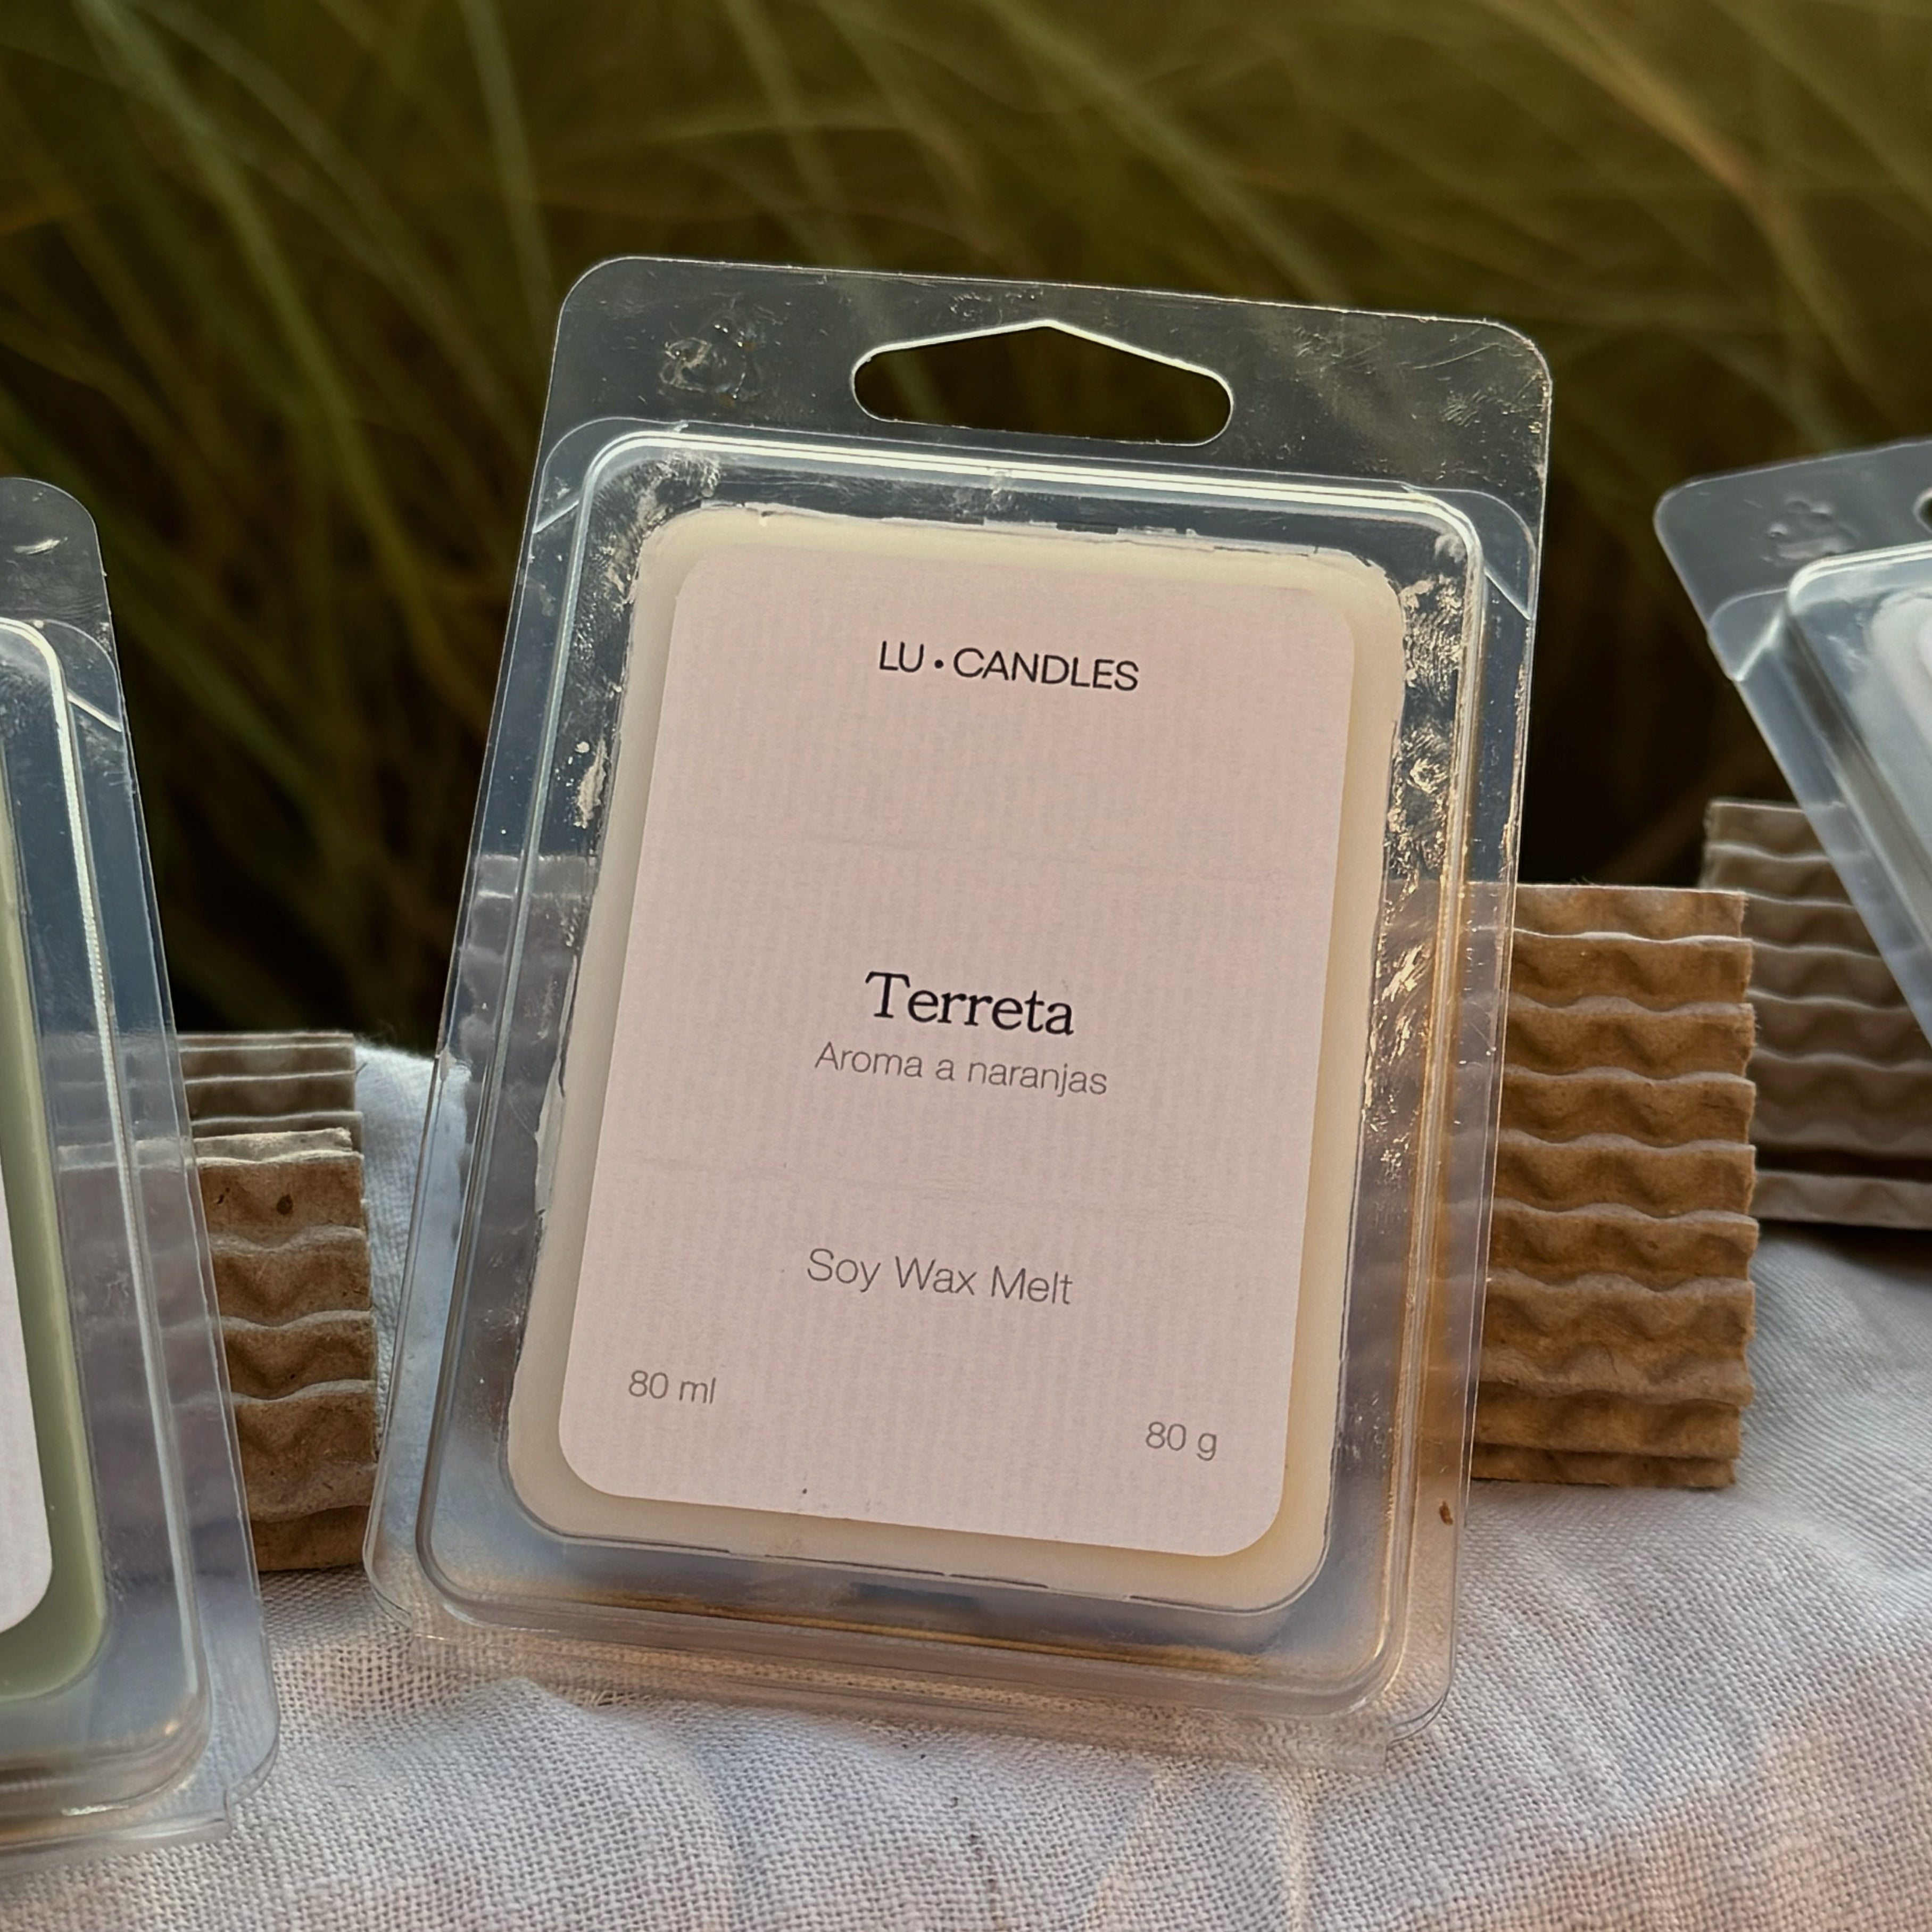 LU • CANDLES
Terreta
Aroma a naranjas
Soy Wax Melt
80 ml
80 g